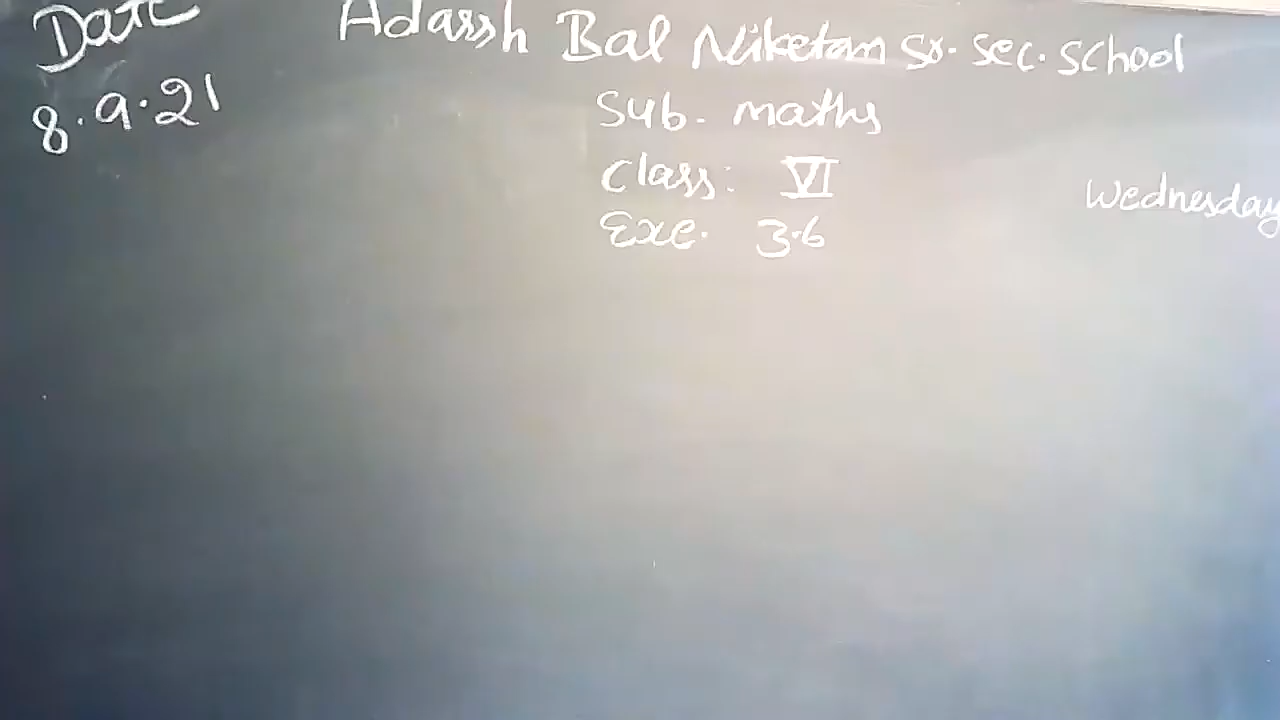 Date
8.9.21
Adarsh Bal Niketan Sr. Sec. School
Sub. maths
Class: VI
Wednesday
Exe. 3.6